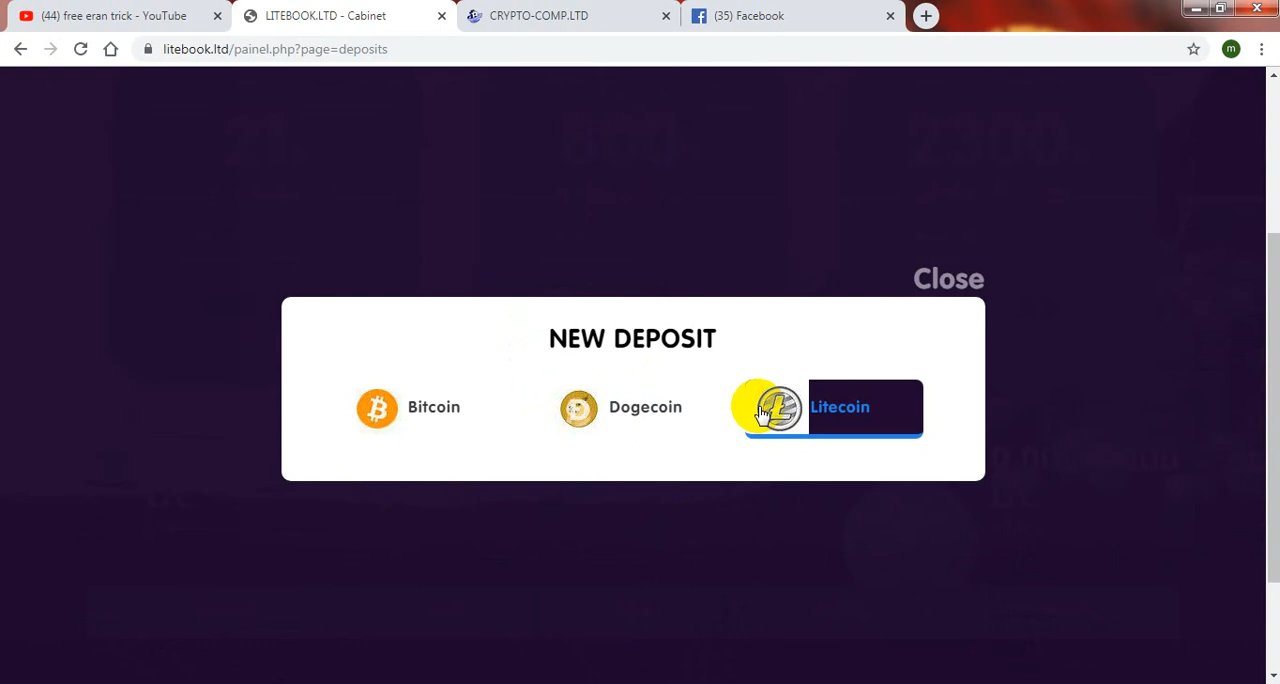 (44) free eran trick - YouTube
LITEBOOK.LTD - Cabinet
CRYPTO-COMP.LTD
(35) Facebook
litebook.ltd/painel.php?page=deposits
m
Close
NEW DEPOSIT
Bitcoin
Dogecoin
Litecoin